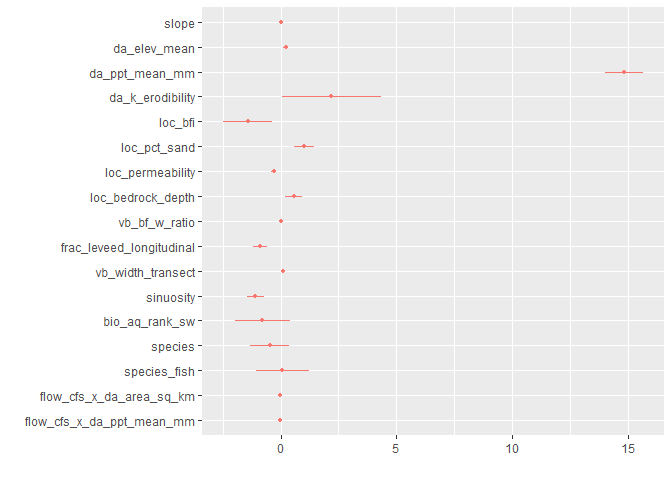 slope
da_elev_mean
da_ppt_mean_mm
da_k_erodibility
loc_bfi
loc_pct_sand
loc_permeability
loc_bedrock_depth
vb_bf_w_ratio
frac_leveed_longitudinal
vb_width_transect
sinuosity
bio_aq_rank_sw
species
species_fish
flow_cfs_x_da_area_sq_km
flow_cfs_x_da_ppt_mean_mm
0 5 10 15